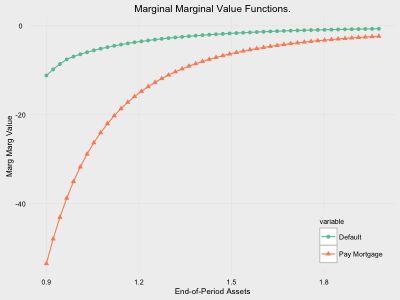 Marginal Marginal Value Functions.
0
-20
-40
Marg Marg Value
0.9
1.2
1.5
1.8
End-of-Period Assets
variable
Default
Pay Mortgage